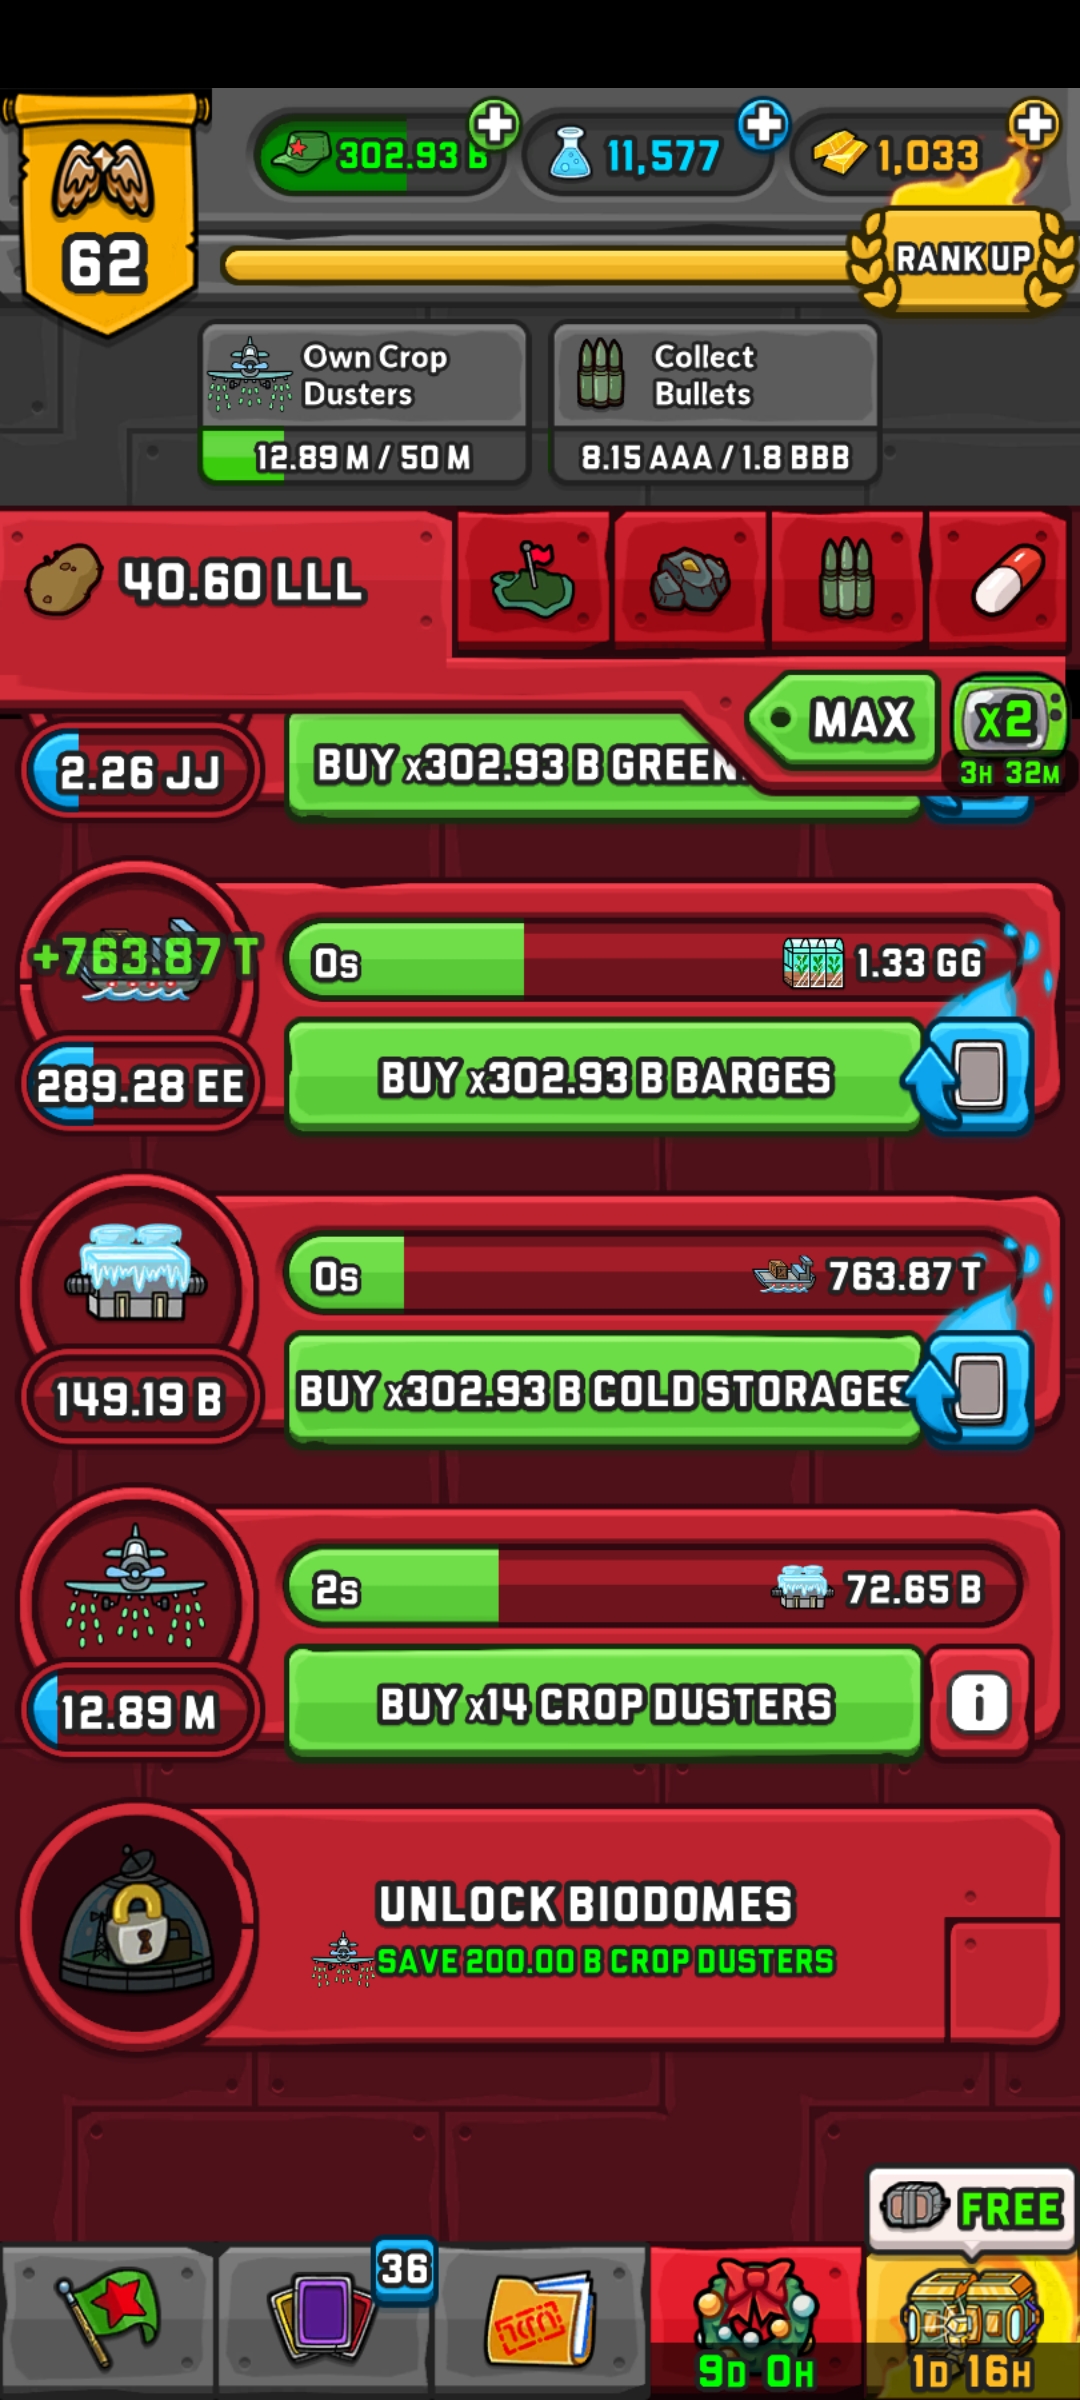 302.93 B
11,577
1,033
62
RANK UP
Own Crop
Dusters
12.89 M / 50 M
Collect
Bullets
8.15 AAA / 1.8 BBB
40.60 LLL
MAX
x2
3H 32M
2.26 JJ
BUY x302.93 B GREEN
+763.87 T
0s
1.33 GG
289.28 EE
BUY x302.93 B BARGES
0s
763.87 T
149.19 B
BUY x302.93 B COLD STORAGES
2s
72.65 B
12.89 M
BUY x14 CROP DUSTERS
i
UNLOCK BIODOMES
SAVE 200.00 B CROP DUSTERS
FREE
36
9D 0H
1D 16H